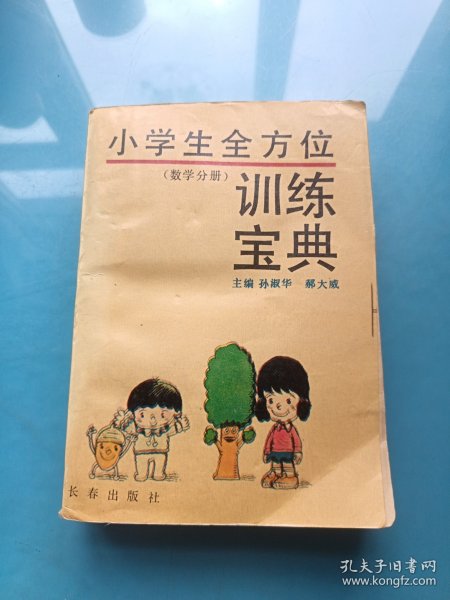 小学生全方位
（数学分册）
训练
宝典
主编 孙淑华 郝大威
长春出版社
孔夫子旧书网
www.kongfz.com